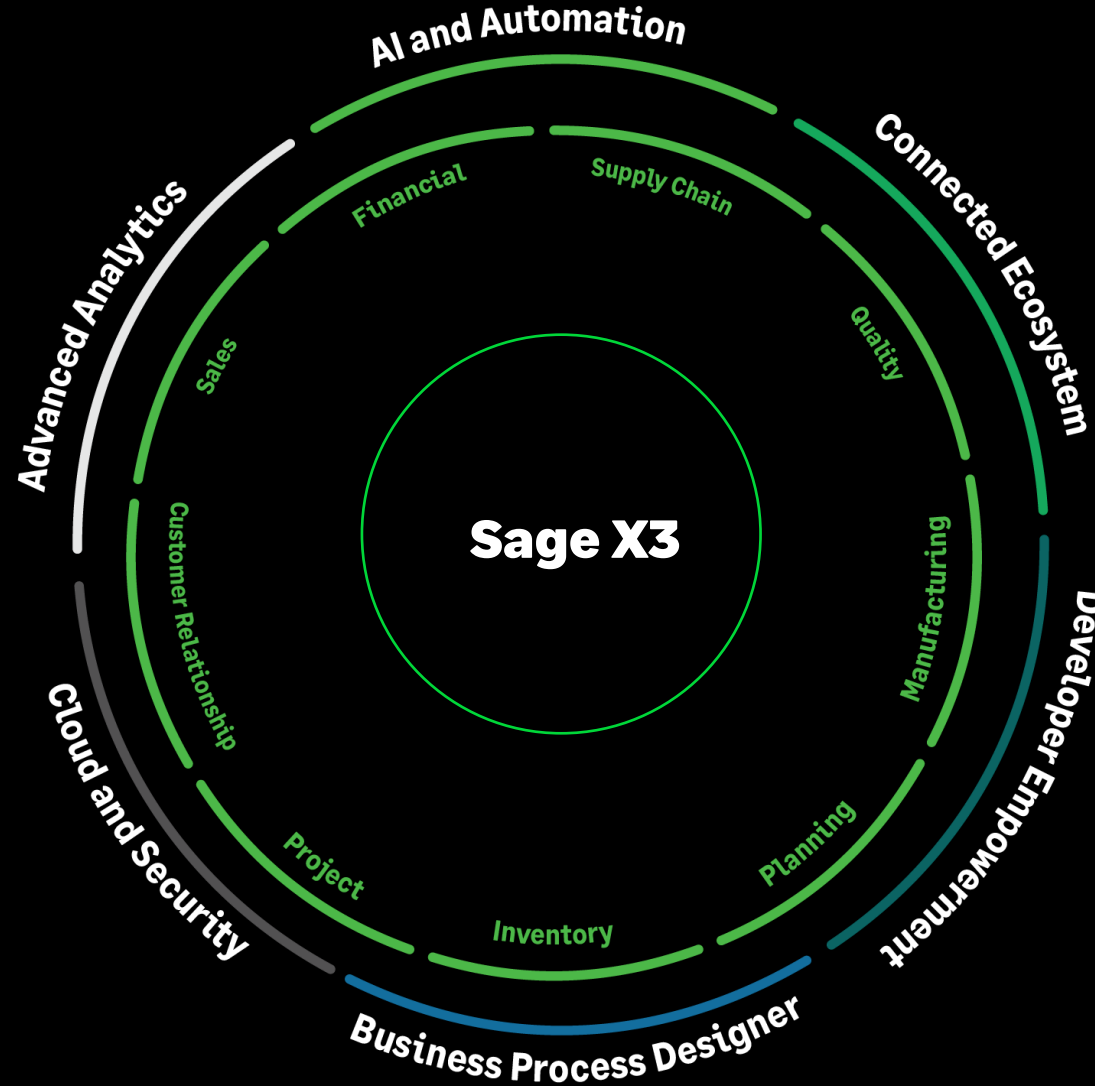 AI and Automation
Connected Ecosystem
Developer Empowerment
Business Process Designer
Cloud and Security
Advanced Analytics
Financial
Supply Chain
Quality
Manufacturing
Planning
Inventory
Project
Customer Relationship
Sales
Sage X3